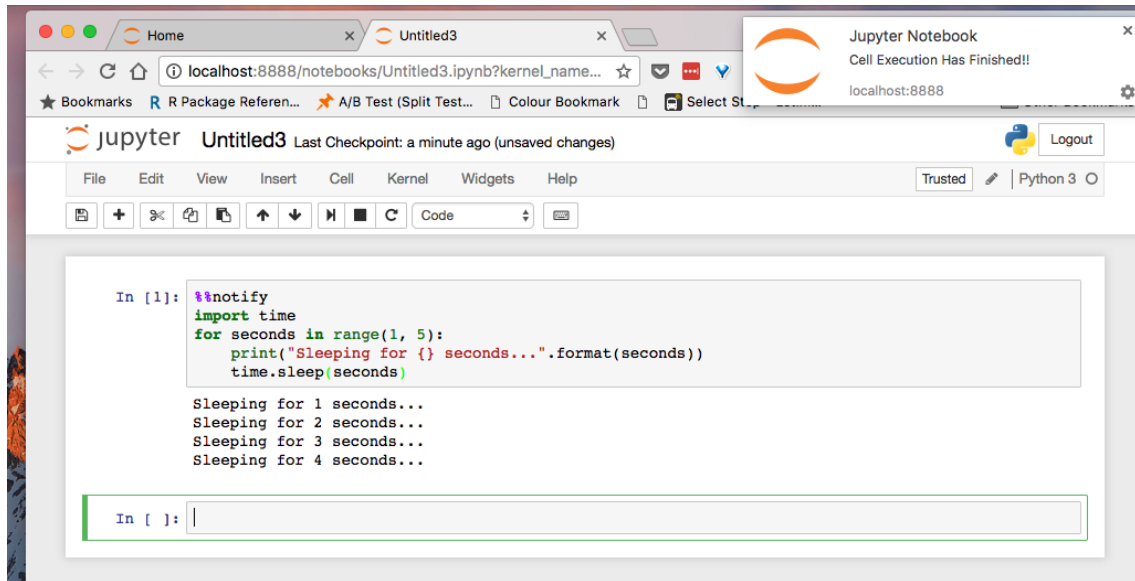 Home
Untitled3
Jupyter Notebook
Cell Execution Has Finished!!
localhost:8888
localhost:8888/notebooks/Untitled3.ipynb?kernel_name...
Bookmarks R R Package Referen... A/B Test (Split Test... Colour Bookmark Select
jupyter Untitled3 Last Checkpoint: a minute ago (unsaved changes) Logout
File Edit View Insert Cell Kernel Widgets Help Trusted Python 3
Code
In [1]: %%notify
import time
for seconds in range(1, 5):
    print("Sleeping for {} seconds...".format(seconds))
    time.sleep(seconds)
Sleeping for 1 seconds...
Sleeping for 2 seconds...
Sleeping for 3 seconds...
Sleeping for 4 seconds...
In [ ]: